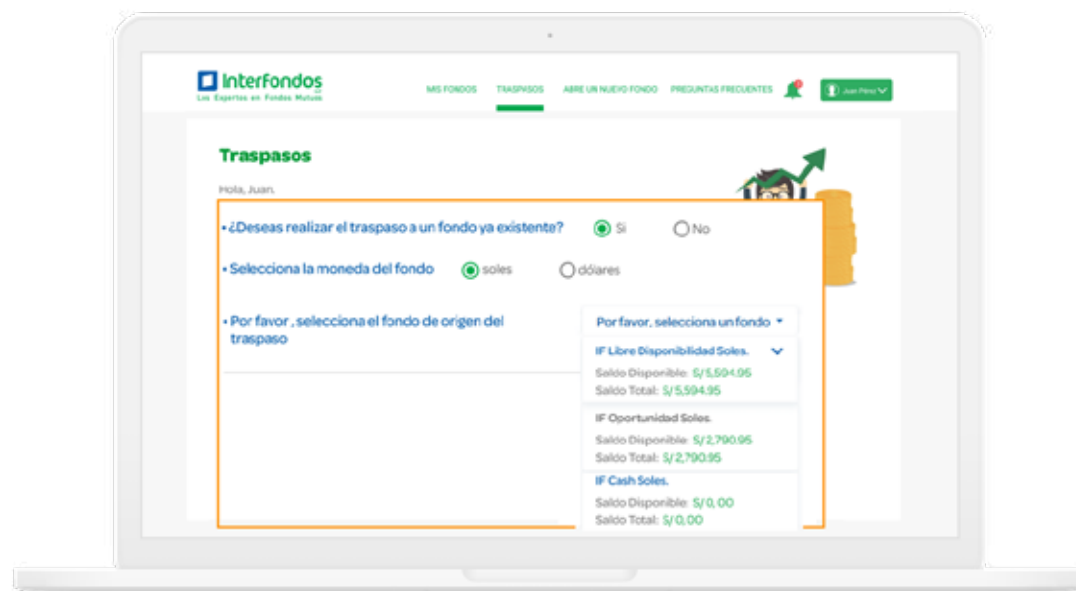 Interfondos
Los Expertos en Fondos Mutuos
MIS FONDOS TRASPASOS ABRE UN NUEVO FONDO PREGUNTAS FRECUENTES Juan Pérez
Traspasos
Hola, Juan.
• ¿Deseas realizar el traspaso a un fondo ya existente? Si No
• Selecciona la moneda del fondo soles dólares
• Por favor , selecciona el fondo de origen del
traspaso
Por favor, selecciona un fondo
IF Libre Disponibilidad Soles.
Saldo Disponible: S/ 5,594.95
Saldo Total: S/ 5,594.95
IF Oportunidad Soles.
Saldo Disponible: S/ 2,790.95
Saldo Total: S/ 2,790.95
IF Cash Soles.
Saldo Disponible: S/ 0, 00
Saldo Total: S/ 0, 00